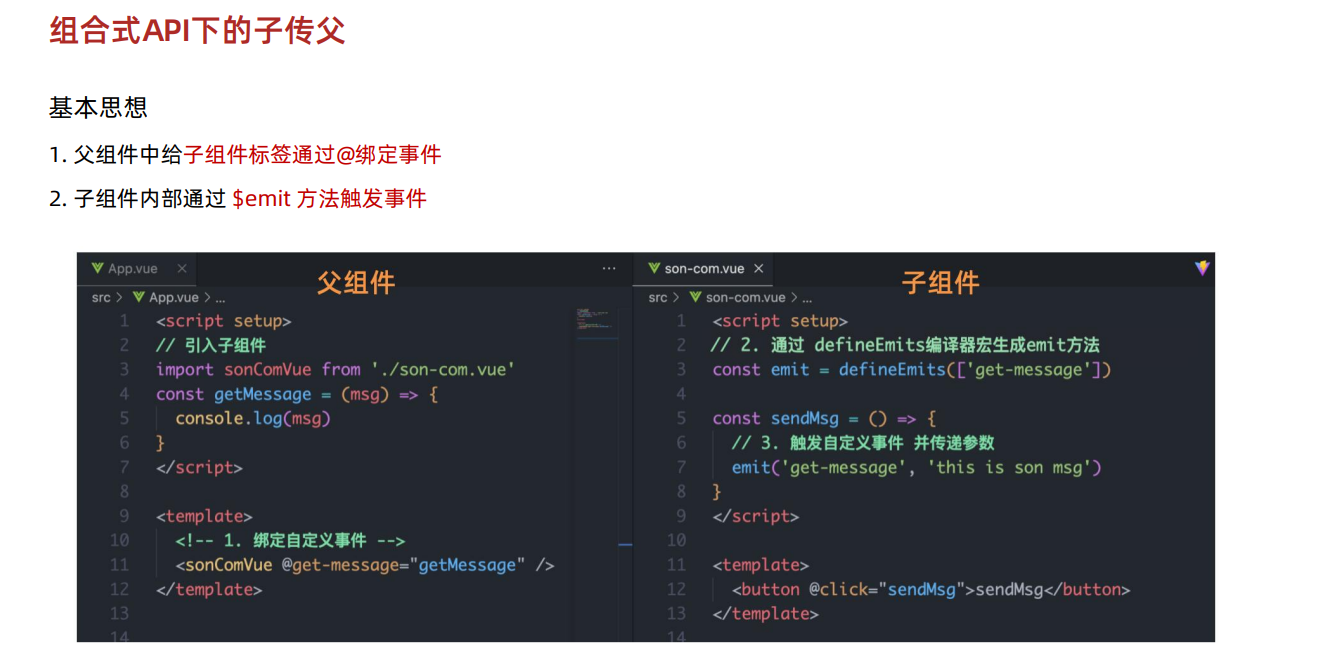 组合式API下的子传父
基本思想
1. 父组件中给子组件标签通过@绑定事件
2. 子组件内部通过 $emit 方法触发事件
App.vue ×
父组件
···
src > App.vue > ...
1 <script setup>
2 // 引入子组件
3 import sonComVue from './son-com.vue'
4 const getMessage = (msg) => {
5 console.log(msg)
6 }
7 </script>
8
9 <template>
10 <!-- 1. 绑定自定义事件 -->
11 <sonComVue @get-message="getMessage" />
12 </template>
13
14
son-com.vue ×
子组件
src > son-com.vue > ...
1 <script setup>
2 // 2. 通过 defineEmits编译器宏生成emit方法
3 const emit = defineEmits(['get-message'])
4
5 const sendMsg = () => {
6 // 3. 触发自定义事件 并传递参数
7 emit('get-message', 'this is son msg')
8 }
9 </script>
10
11 <template>
12 <button @click="sendMsg">sendMsg</button>
13 </template>
14